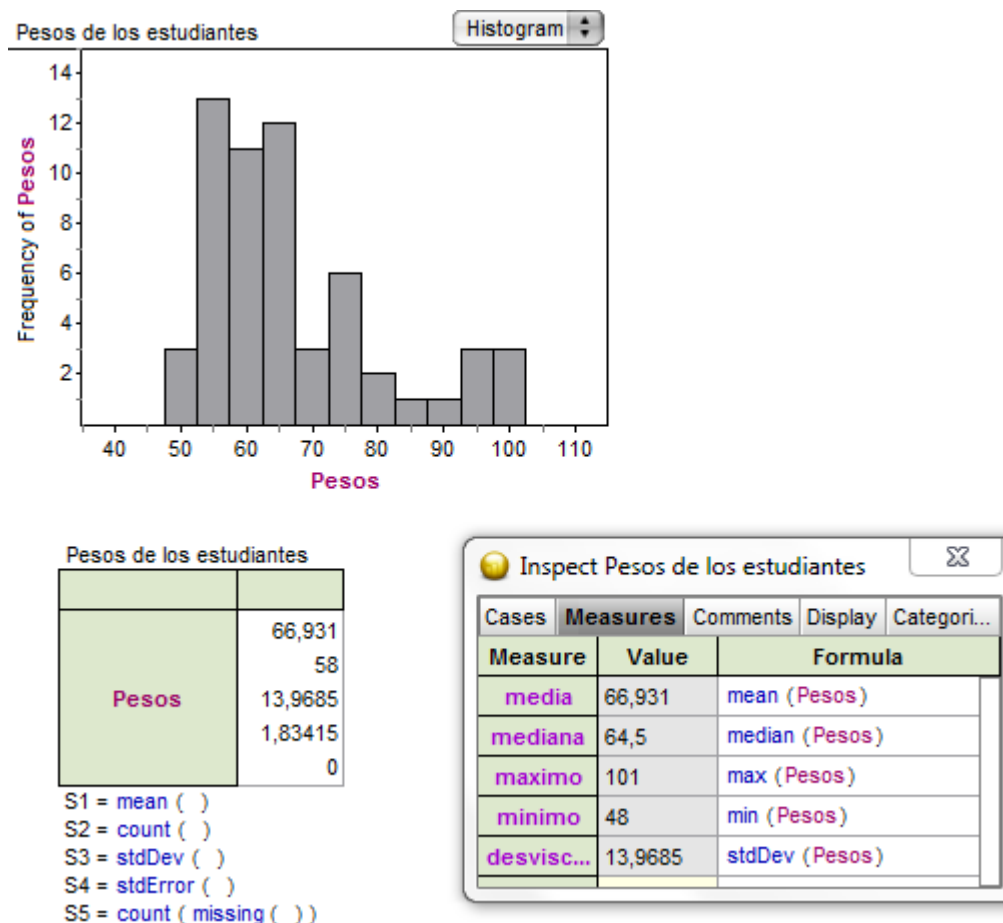 Pesos de los estudiantes
Histogram
14
12
10
8
6
4
2
Frequency of Pesos
40 50 60 70 80 90 100 110
Pesos
Pesos de los estudiantes
Pesos
66,931
58
13,9685
1,83415
0
S1 = mean ( )
S2 = count ( )
S3 = stdDev ( )
S4 = stdError ( )
S5 = count ( missing ( ) )
Inspect Pesos de los estudiantes
Cases Measures Comments Display Categori...
Measure Value Formula
media 66,931 mean (Pesos)
mediana 64,5 median (Pesos)
maximo 101 max (Pesos)
minimo 48 min (Pesos)
desvisc... 13,9685 stdDev (Pesos)